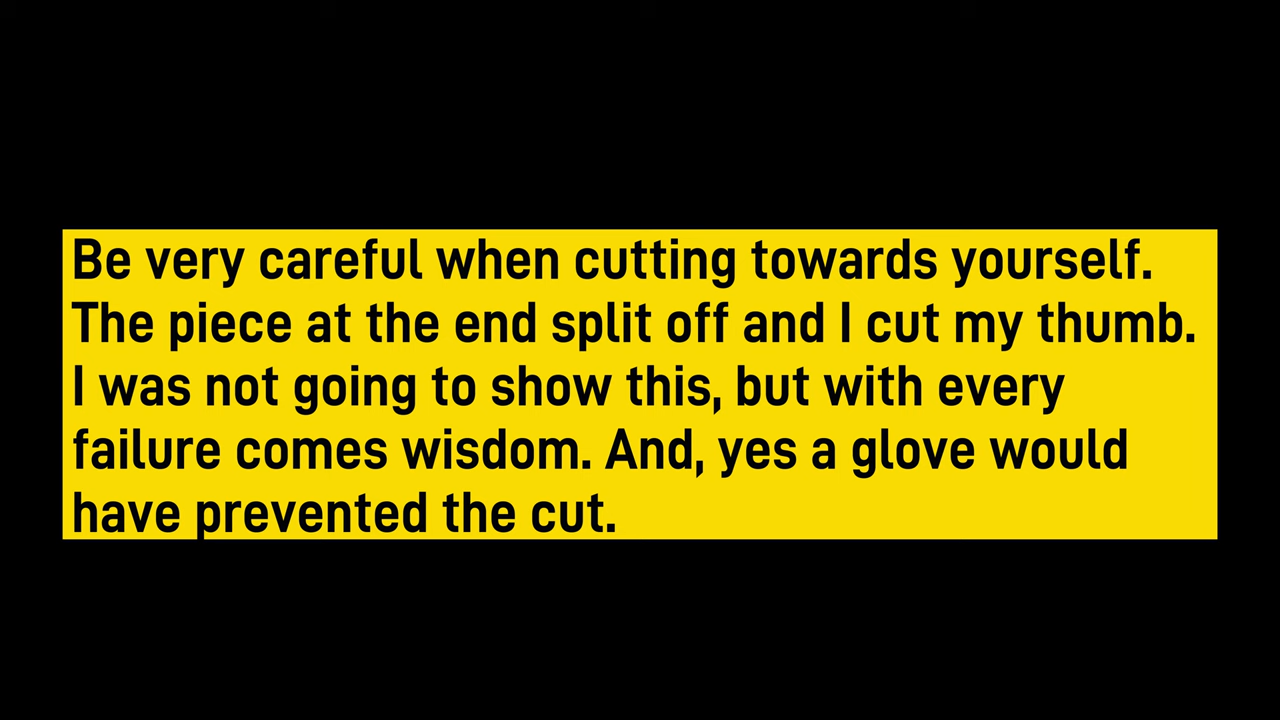 Be very careful when cutting towards yourself.
The piece at the end split off and I cut my thumb.
I was not going to show this, but with every
failure comes wisdom. And, yes a glove would
have prevented the cut.